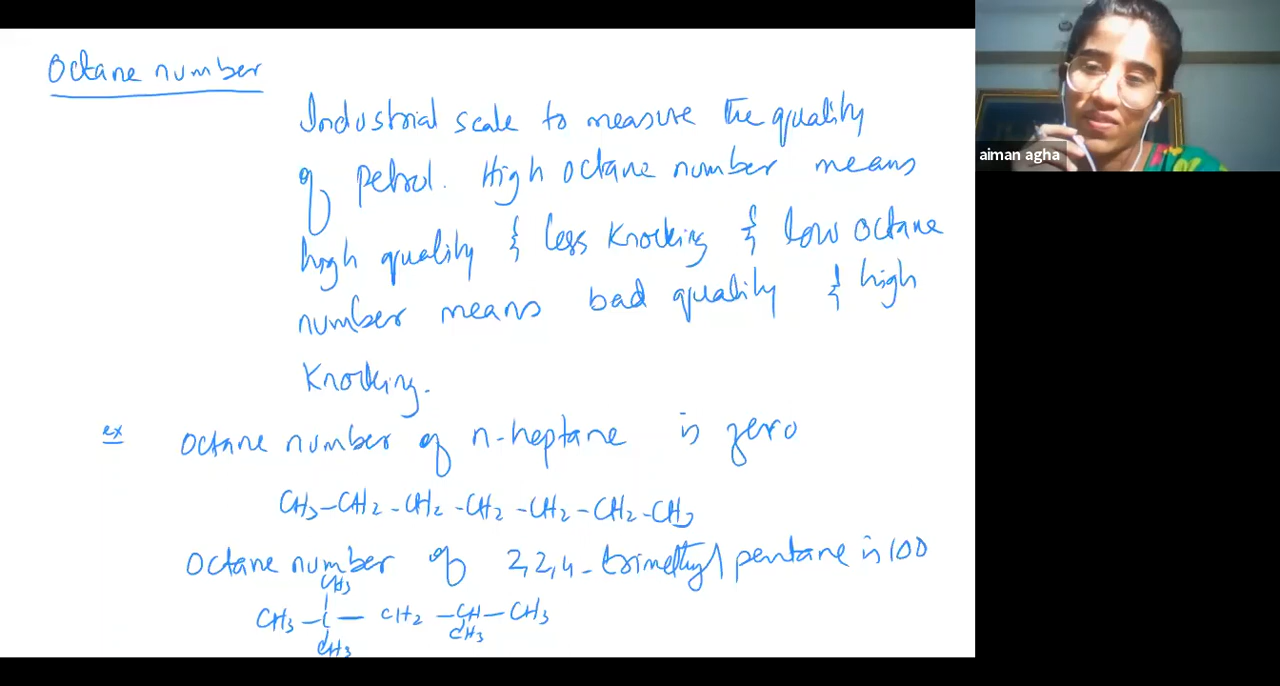 Octane number
Industrial scale to measure the quality
of petrol. High octane number means
high quality & less knocking & low octane
number means bad quality & high
knocking.
ex octane number of n-heptane is zero
CH3-CH2-CH2-CH2-CH2-CH2-CH3
octane number of 2,2,4-trimethyl pentane is 100
CH3
CH3-C-CH2-CH-CH3
CH3 CH3
aiman agha